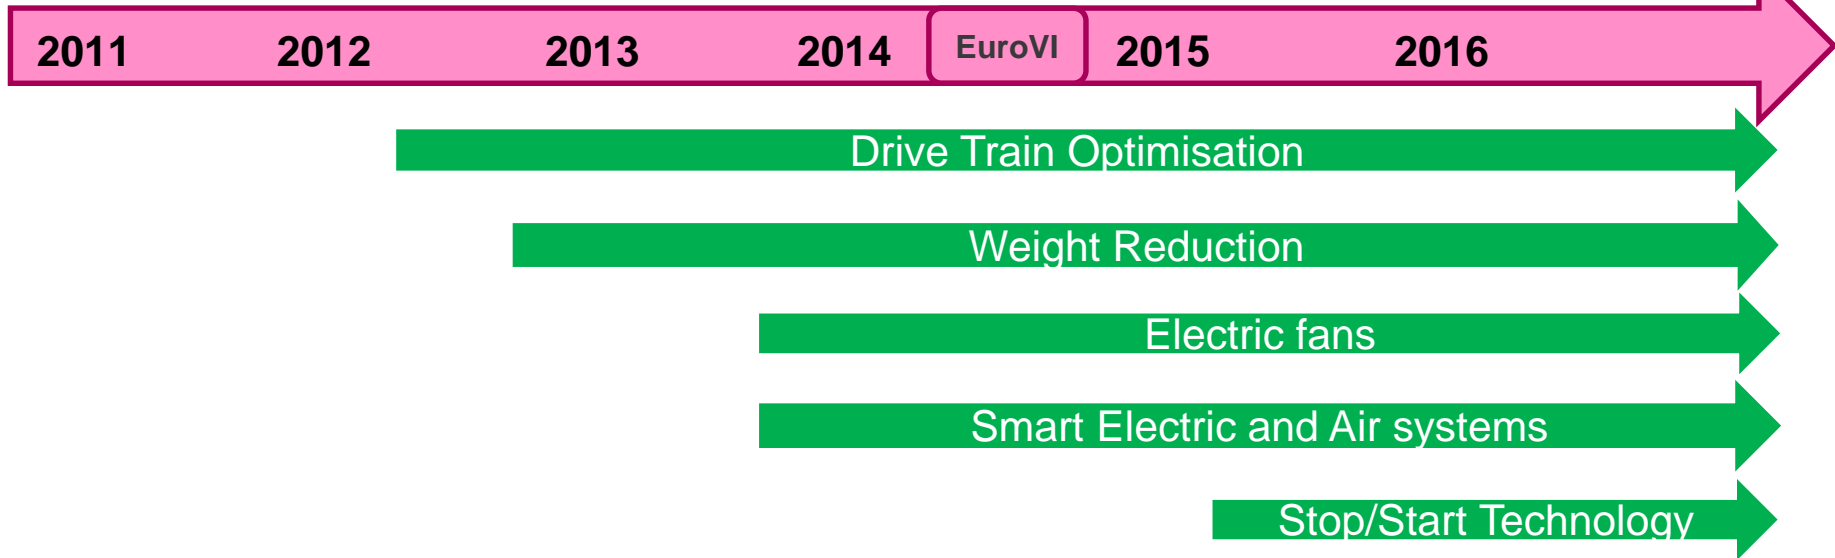 2011 2012 2013 2014 EuroVI 2015 2016
Drive Train Optimisation
Weight Reduction
Electric fans
Smart Electric and Air systems
Stop/Start Technology